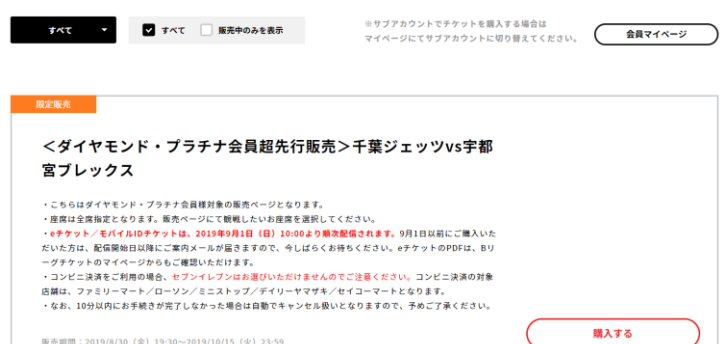 すべて
すべて
販売中のみを表示
※サブアカウントでチケットを購入する場合は
マイページにてサブアカウントに切り替えてください。
会員マイページ
限定販売
＜ダイヤモンド・プラチナ会員超先行販売＞千葉ジェッツvs宇都
宮ブレックス
・こちらはダイヤモンド・プラチナ会員様対象の販売ページとなります。
・座席は全席指定となります。販売ページにて観戦したいお座席を選択してください。
・eチケット／モバイルIDチケットは、2019年9月1日（日）10:00より順次配信されます。9月1日以前にご購入いた
だいた方は、配信開始日以降にご案内メールが届きますので、今しばらくお待ちください。eチケットのPDFは、Bリ
ーグチケットのマイページからもご確認いただけます。
・コンビニ決済をご利用の場合、セブンイレブンはお選びいただけませんのでご注意ください。コンビニ決済の対象
店舗は、ファミリーマート／ローソン／ミニストップ／デイリーヤマザキ／セイコーマートとなります。
・なお、10分以内にお手続きが完了しなかった場合は自動でキャンセル扱いとなりますので、予めご了承ください。
購入する
販売期間：2019/8/30（金）19:30～2019/10/15（火）23:59